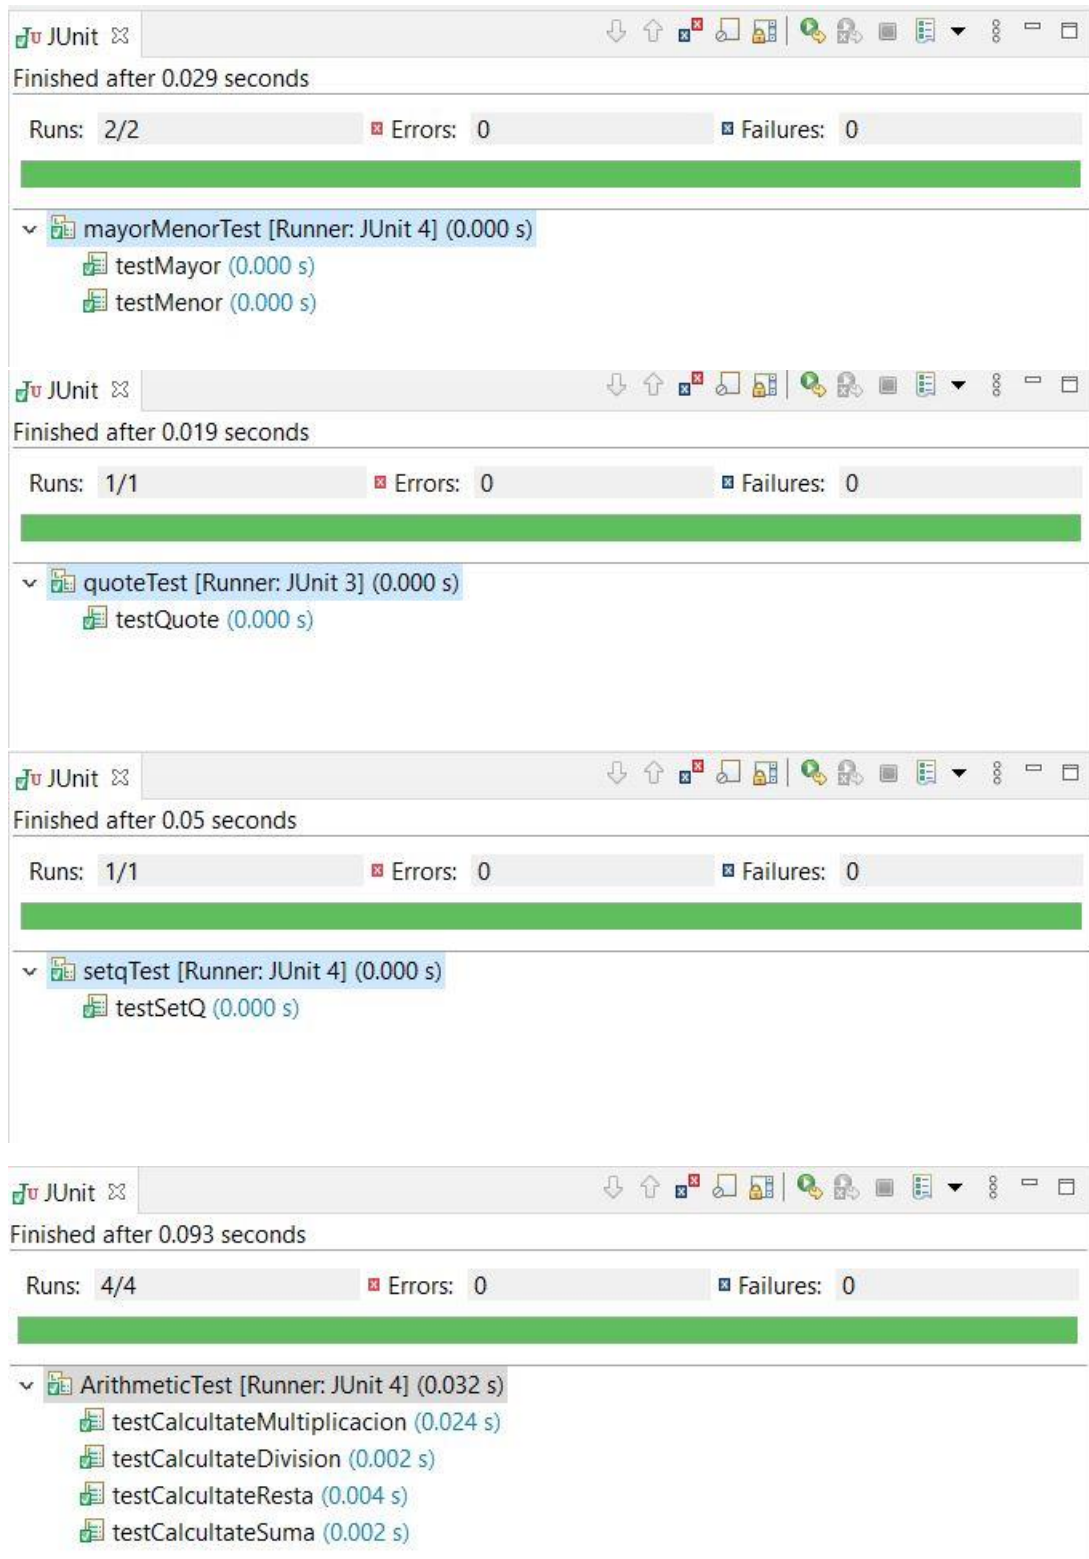 JUnit
Finished after 0.029 seconds
Runs: 2/2 Errors: 0 Failures: 0
mayorMenorTest [Runner: JUnit 4] (0.000 s)
testMayor (0.000 s)
testMenor (0.000 s)
JUnit
Finished after 0.019 seconds
Runs: 1/1 Errors: 0 Failures: 0
quoteTest [Runner: JUnit 3] (0.000 s)
testQuote (0.000 s)
JUnit
Finished after 0.05 seconds
Runs: 1/1 Errors: 0 Failures: 0
setqTest [Runner: JUnit 4] (0.000 s)
testSetQ (0.000 s)
JUnit
Finished after 0.093 seconds
Runs: 4/4 Errors: 0 Failures: 0
ArithmeticTest [Runner: JUnit 4] (0.032 s)
testCalcultateMultiplicacion (0.024 s)
testCalcultateDivision (0.002 s)
testCalcultateResta (0.004 s)
testCalcultateSuma (0.002 s)